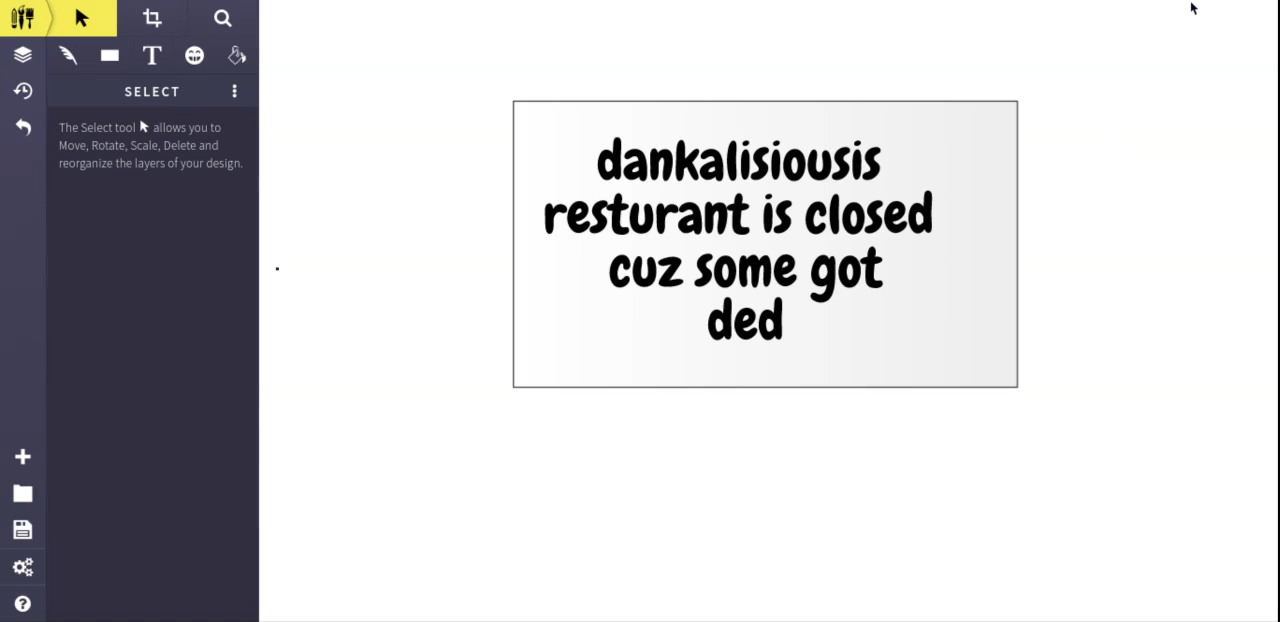 SELECT
The Select tool allows you to
Move, Rotate, Scale, Delete and
reorganize the layers of your design.
dankalisiousis
resturant is closed
cuz some got
ded